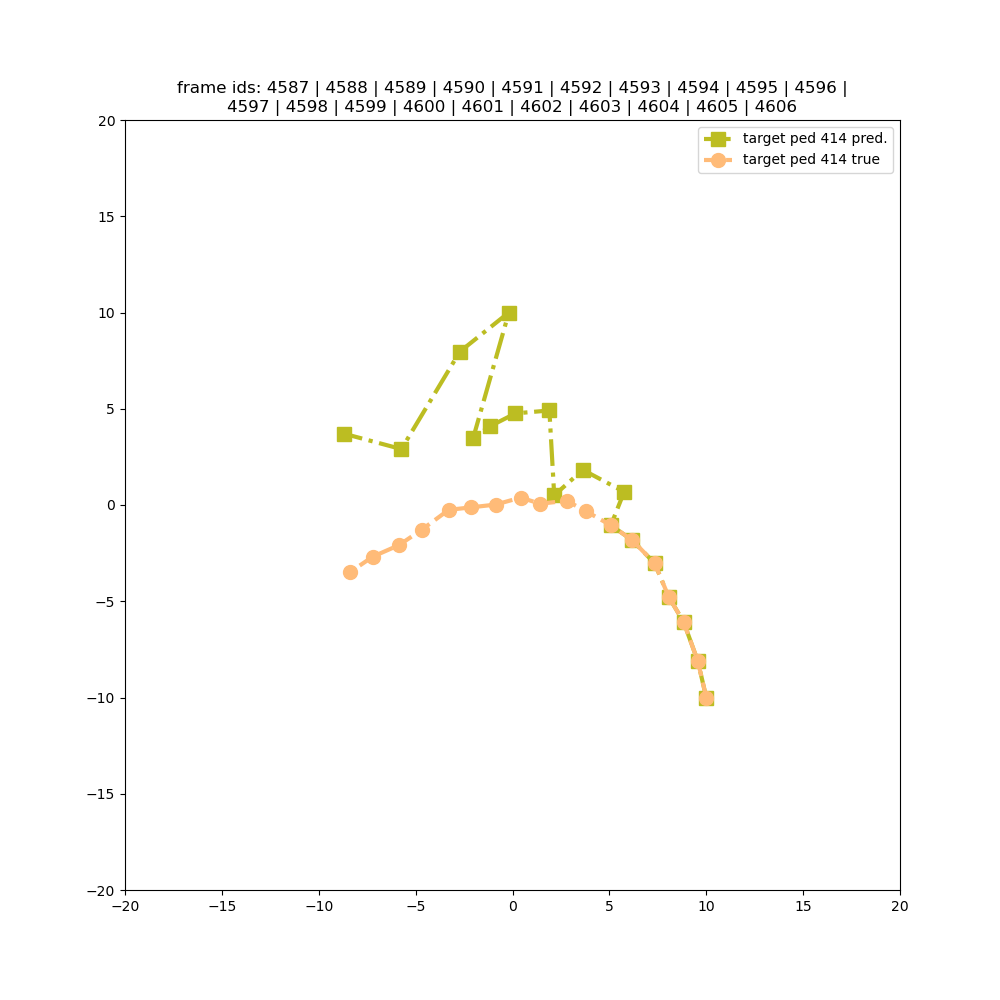 frame ids: 4587 | 4588 | 4589 | 4590 | 4591 | 4592 | 4593 | 4594 | 4595 | 4596 |
4597 | 4598 | 4599 | 4600 | 4601 | 4602 | 4603 | 4604 | 4605 | 4606
target ped 414 pred.
target ped 414 true
20
15
10
5
0
−5
−10
−15
−20
−20 −15 −10 −5 0 5 10 15 20